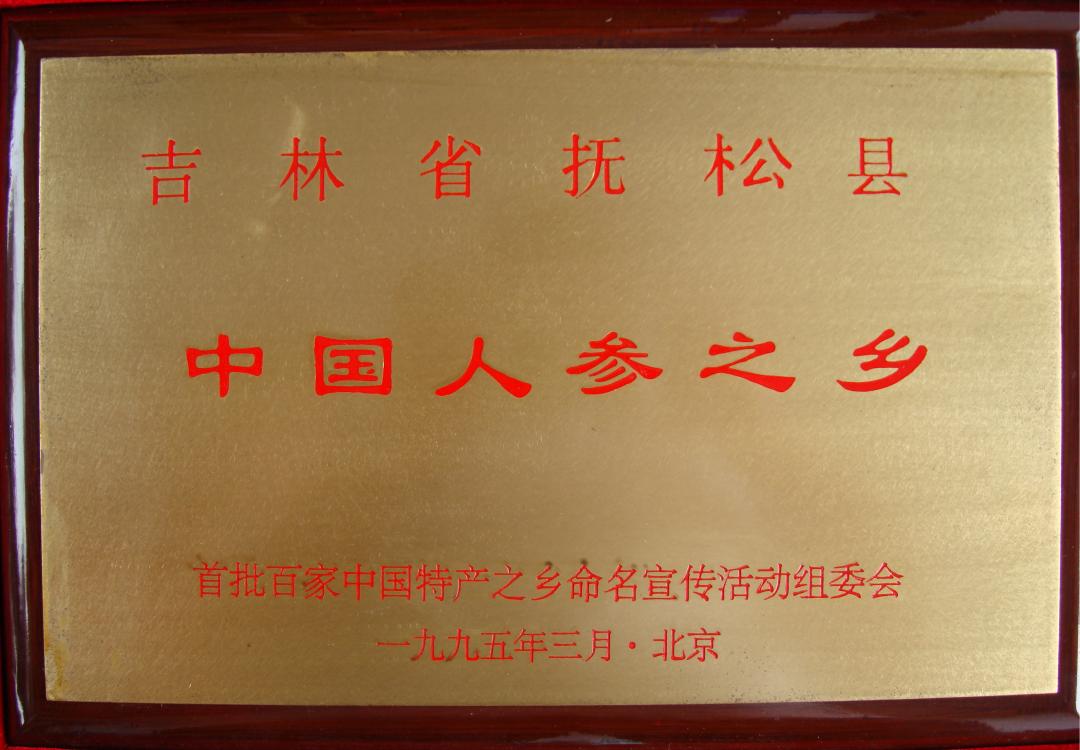 吉林省抚松县
中国人参之乡
首批百家中国特产之乡命名宣传活动组委会
一九九五年三月·北京